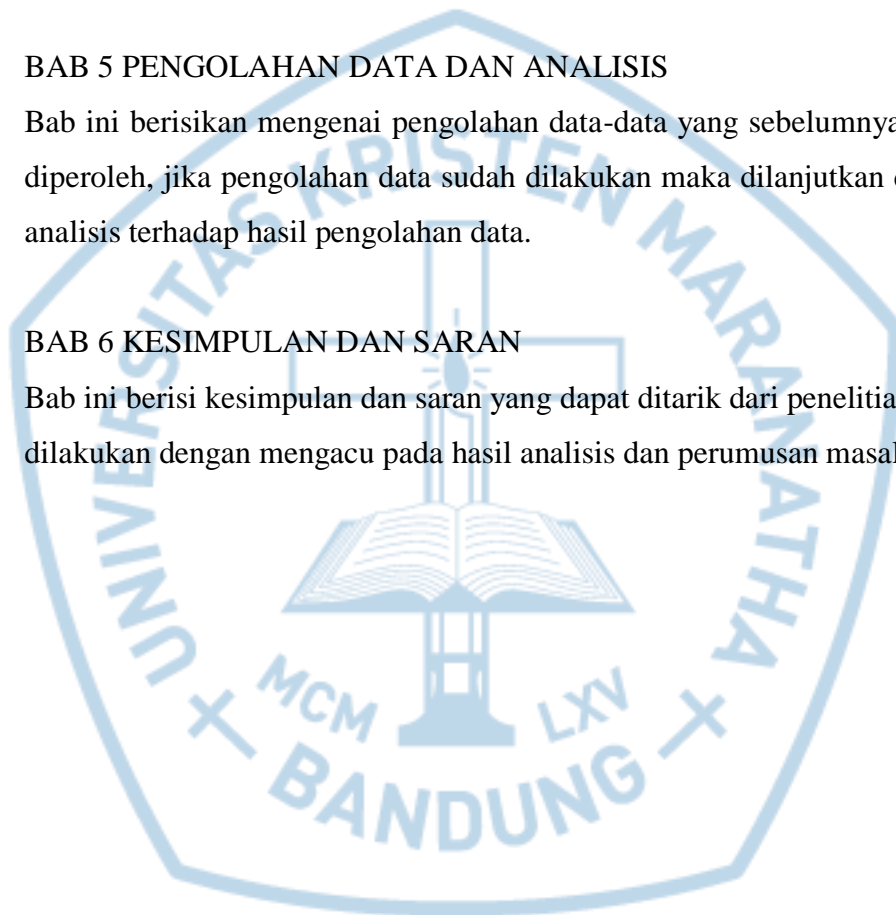 BAB 5 PENGOLAHAN DATA DAN ANALISIS
Bab ini berisikan mengenai pengolahan data-data yang sebelumnya
diperoleh, jika pengolahan data sudah dilakukan maka dilanjutkan
analisis terhadap hasil pengolahan data.
BAB 6 KESIMPULAN DAN SARAN
Bab ini berisi kesimpulan dan saran yang dapat ditarik dari
dilakukan dengan mengacu pada hasil analisis dan perumusan
UNIVERSITAS KRISTEN MARANATHA
MCM LXV
BANDUNG